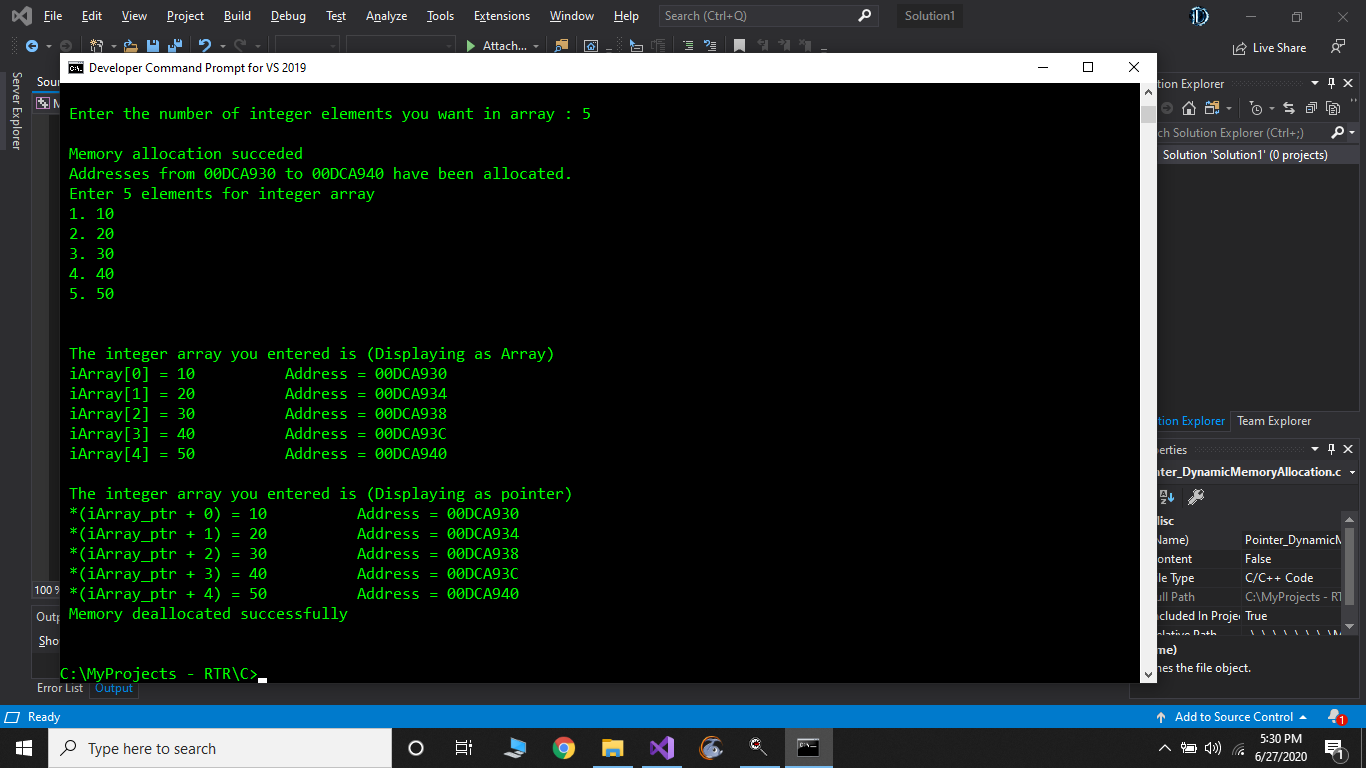 File Edit View Project Build Debug Test Analyze Tools Extensions Window Help Search (Ctrl+Q) Solution1
Attach...
Live Share
Server Explorer
Developer Command Prompt for VS 2019
Enter the number of integer elements you want in array : 5
Memory allocation succeded
Addresses from 00DCA930 to 00DCA940 have been allocated.
Enter 5 elements for integer array
1. 10
2. 20
3. 30
4. 40
5. 50
The integer array you entered is (Displaying as Array)
iArray[0] = 10 Address = 00DCA930
iArray[1] = 20 Address = 00DCA934
iArray[2] = 30 Address = 00DCA938
iArray[3] = 40 Address = 00DCA93C
iArray[4] = 50 Address = 00DCA940
The integer array you entered is (Displaying as pointer)
*(iArray_ptr + 0) = 10 Address = 00DCA930
*(iArray_ptr + 1) = 20 Address = 00DCA934
*(iArray_ptr + 2) = 30 Address = 00DCA938
*(iArray_ptr + 3) = 40 Address = 00DCA93C
*(iArray_ptr + 4) = 50 Address = 00DCA940
Memory deallocated successfully
C:\MyProjects - RTR\C>
tion Explorer
ch Solution Explorer (Ctrl+;)
Solution 'Solution1' (0 projects)
tion Explorer Team Explorer
erties
inter_DynamicMemoryAllocation.c
isc
Name) Pointer_DynamicM
ontent False
le Type C/C++ Code
ull Path C:\MyProjects - RT
ncluded In Proje True
me)
nes the file object.
Sour
M
100 %
Outp
Sho
Error List Output
Ready
Add to Source Control
1
Type here to search
5:30 PM
6/27/2020
1